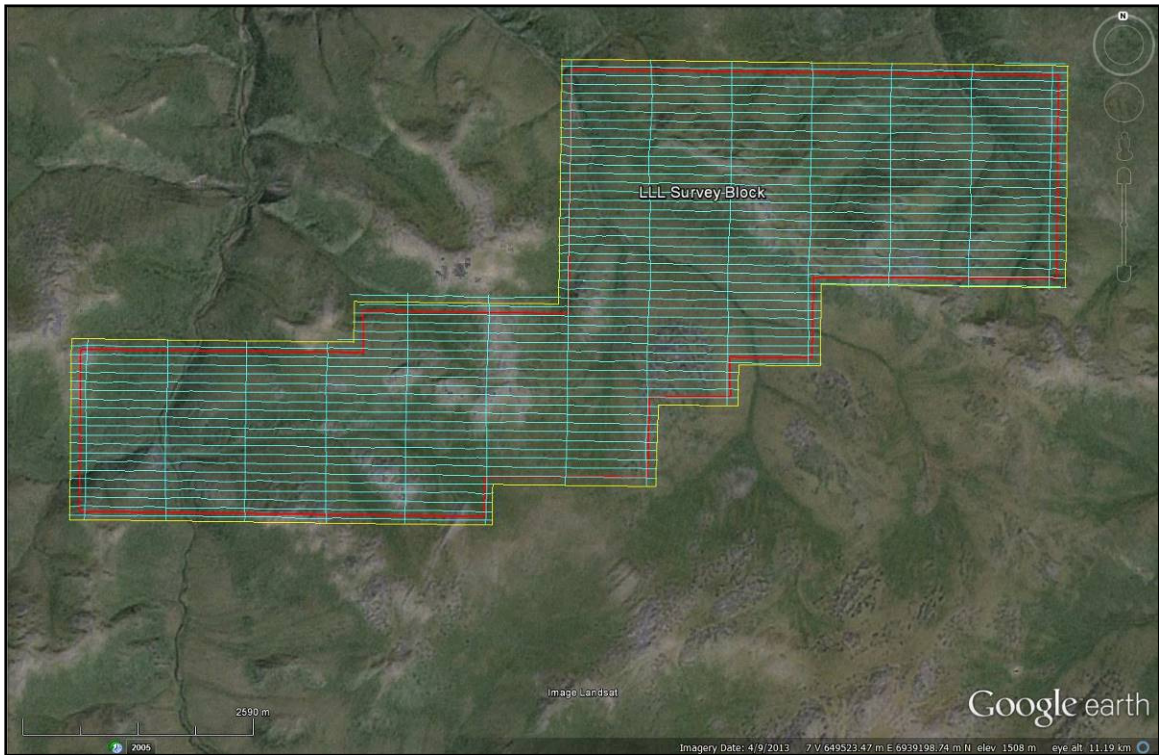 N
LLL Survey Block
Image Landsat
Google earth
2590 m
2005
Imagery Date: 4/9/2013 7 V 649523.47 m E 6939198.74 m N elev 1508 m eye alt 11.19 km